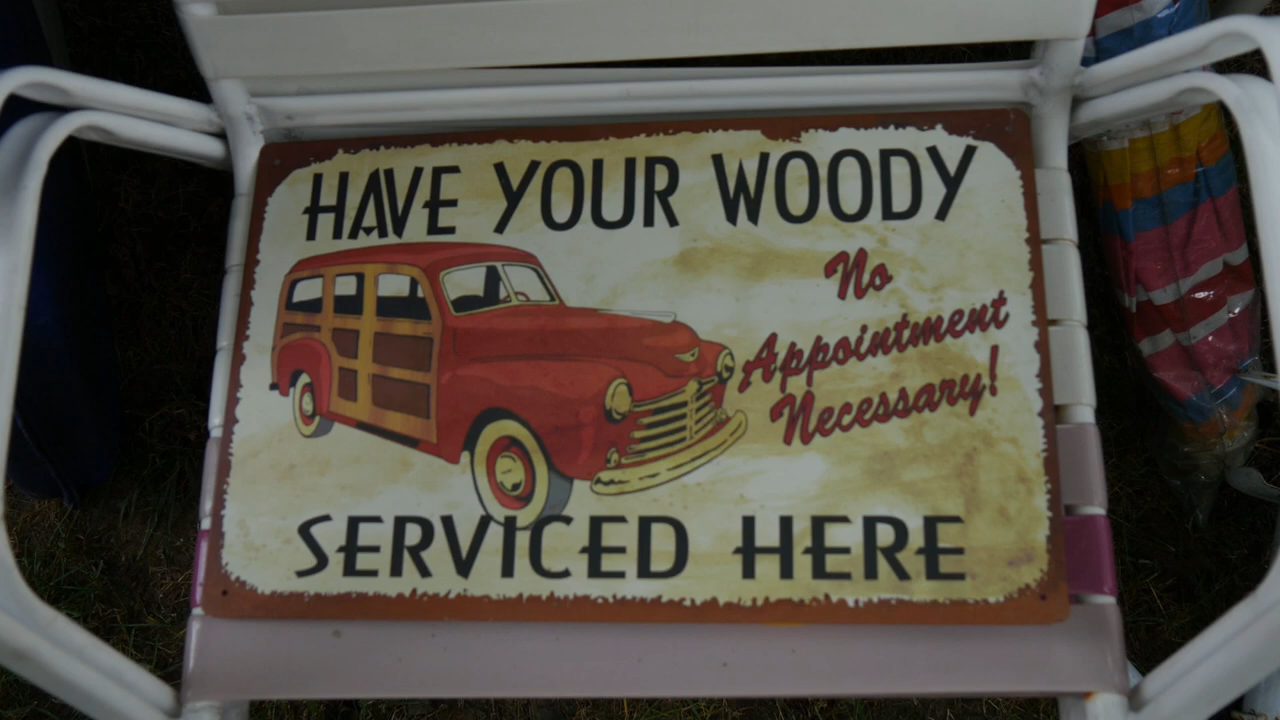 HAVE YOUR WOODY
No
Appointment
Necessary!
SERVICED HERE